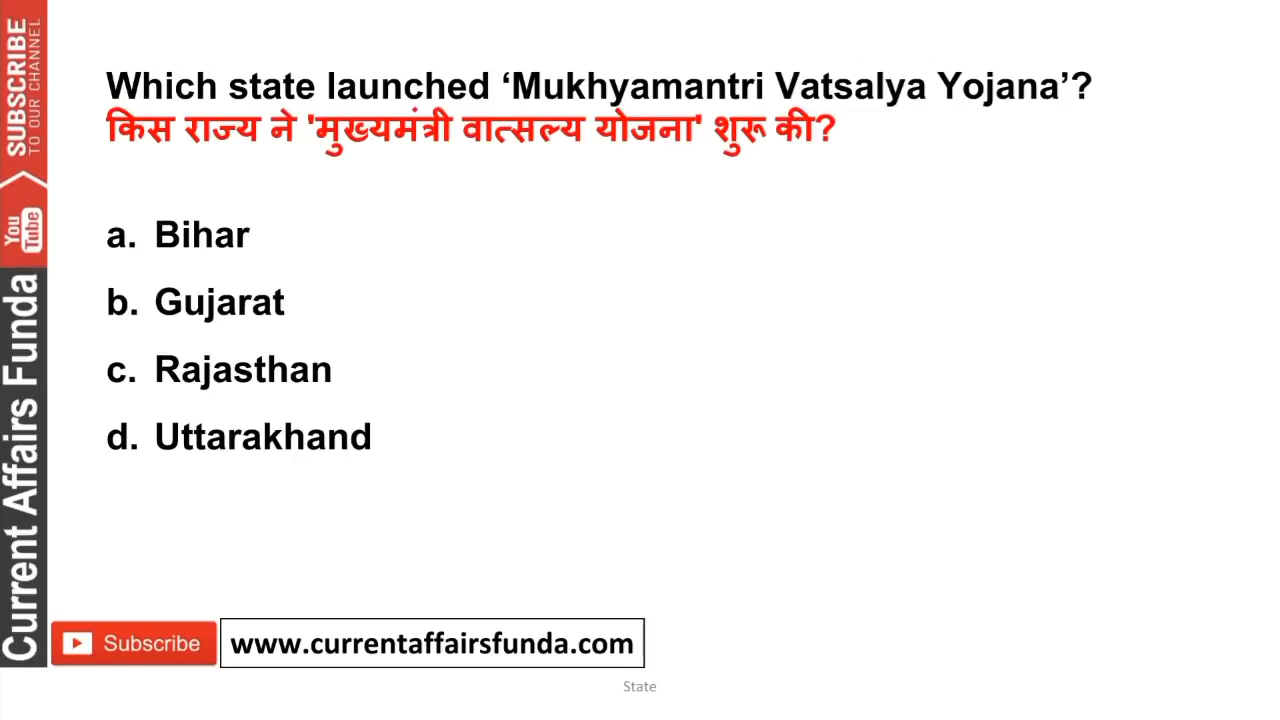 SUBSCRIBE
TO OUR CHANNEL
You
Tube
Current Affairs Funda
Which state launched ‘Mukhyamantri Vatsalya Yojana’?
किस राज्य ने 'मुख्यमंत्री वात्सल्य योजना' शुरू की?
a. Bihar
b. Gujarat
c. Rajasthan
d. Uttarakhand
Subscribe
www.currentaffairsfunda.com
State